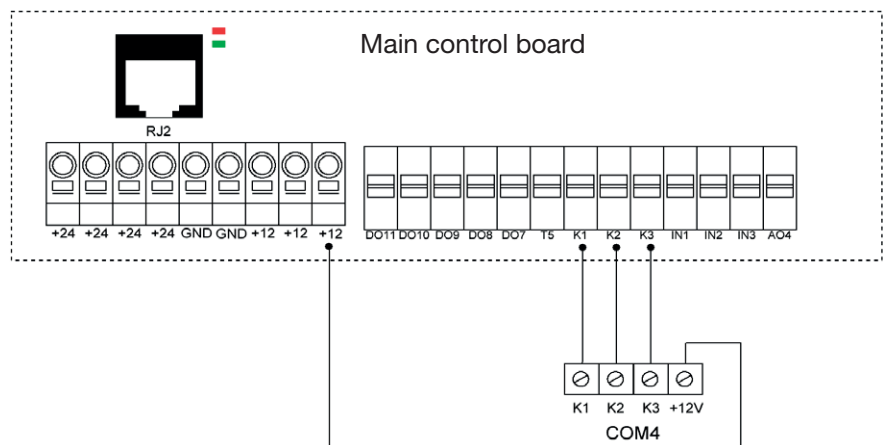 Main control board
RJ2
+24 +24 +24 +24 GND GND +12 +12 +12
DO11 DO10 DO9 DO8 DO7 T5 K1 K2 K3 IN1 IN2 IN3 AO4
K1 K2 K3 +12V
COM4